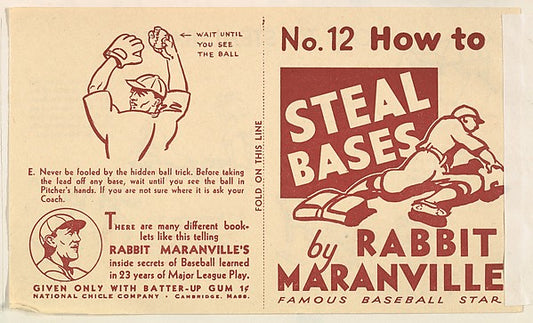 WAIT UNTIL
YOU SEE
THE BALL
E. Never be fooled by the hidden ball trick. Before taking
the lead off any base, wait until you see the ball in
Pitcher's hands. If you are not sure where it is ask your
Coach.
THERE are many different book-
lets like this telling
RABBIT MARANVILLE'S
inside secrets of Baseball learned
in 23 years of Major League Play.
GIVEN ONLY WITH BATTER-UP GUM 1¢
NATIONAL CHICLE COMPANY · CAMBRIDGE, MASS.
FOLD ON THIS LINE
No. 12 How to
STEAL
BASES
by RABBIT
MARANVILLE
FAMOUS BASEBALL STAR